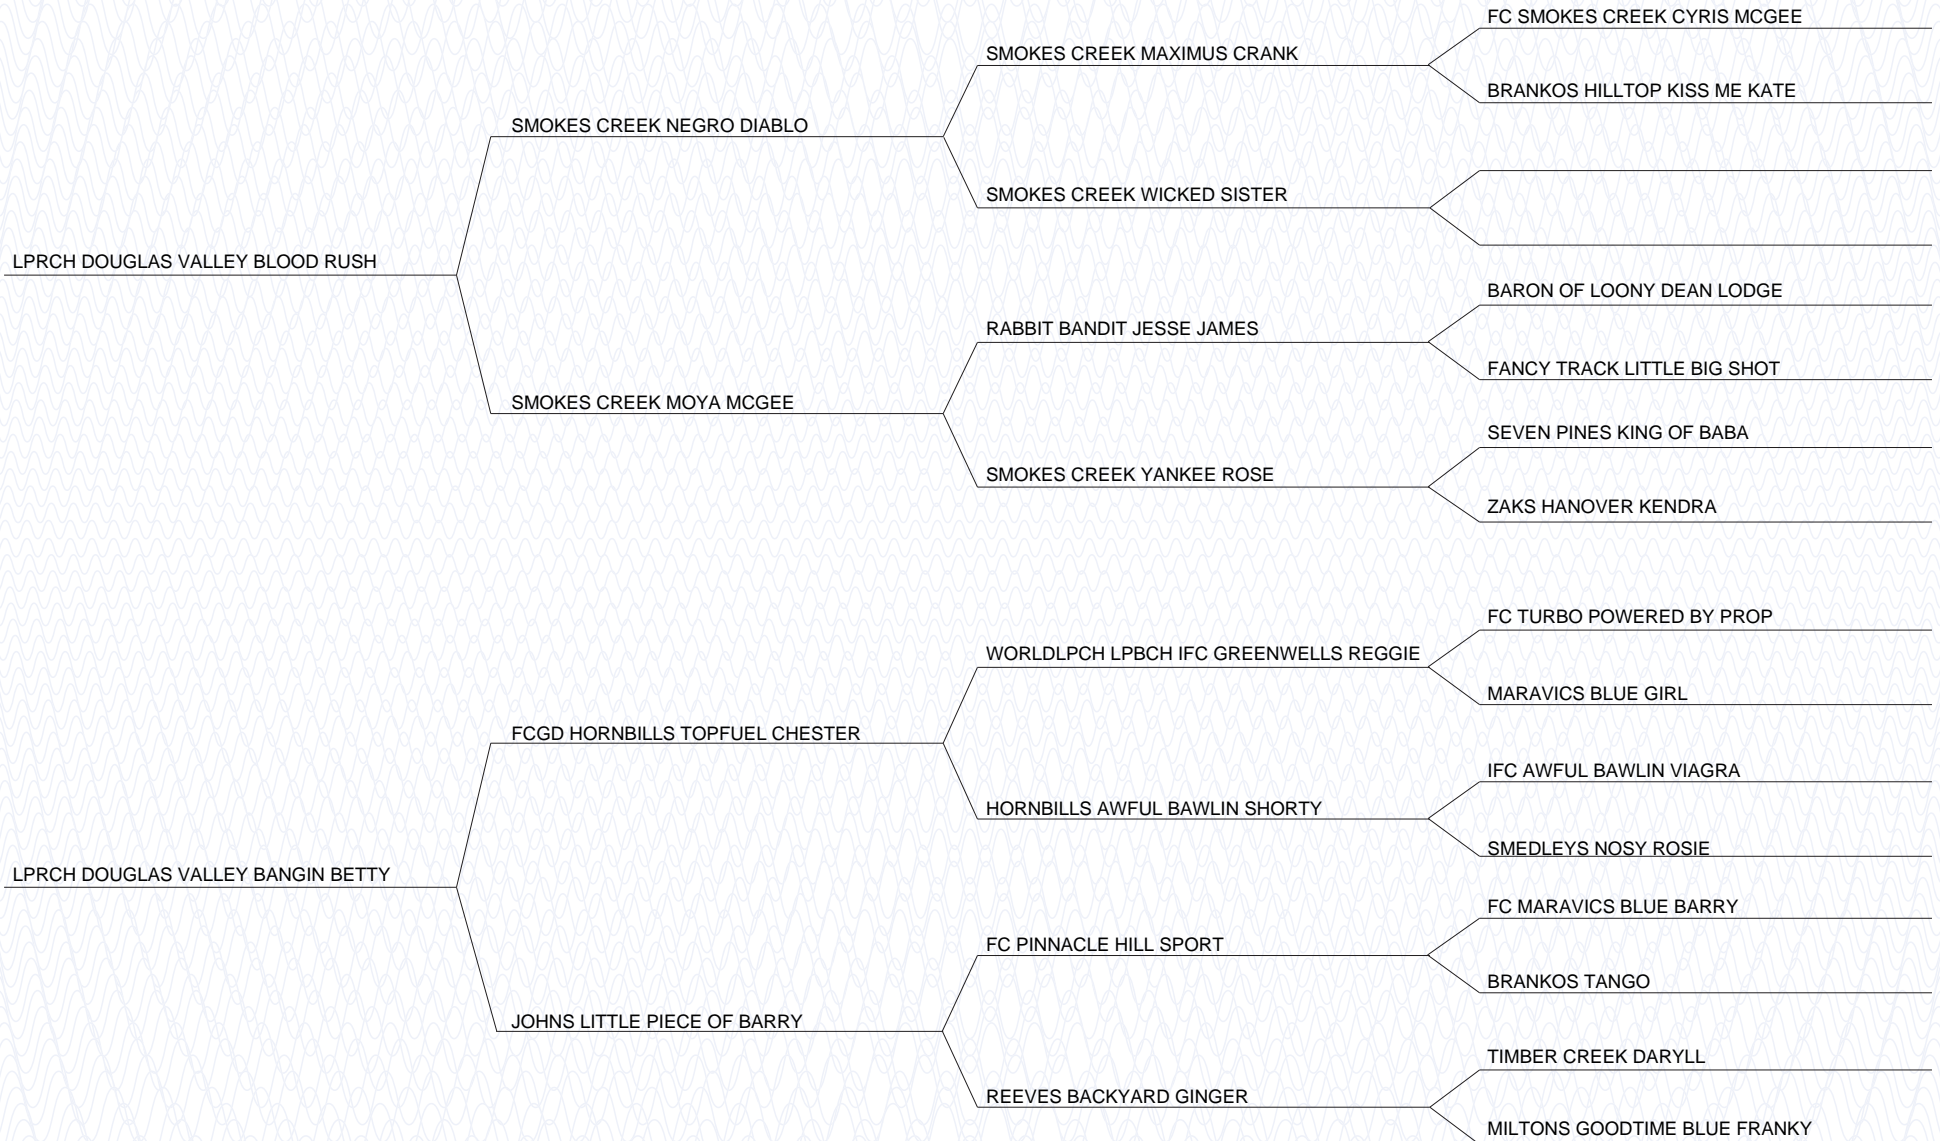 FC SMOKES CREEK CYRIS MCGEE
SMOKES CREEK MAXIMUS CRANK
BRANKOS HILLTOP KISS ME KATE
SMOKES CREEK NEGRO DIABLO
SMOKES CREEK WICKED SISTER
LPRCH DOUGLAS VALLEY BLOOD RUSH
BARON OF LOONY DEAN LODGE
RABBIT BANDIT JESSE JAMES
FANCY TRACK LITTLE BIG SHOT
SMOKES CREEK MOYA MCGEE
SEVEN PINES KING OF BABA
SMOKES CREEK YANKEE ROSE
ZAKS HANOVER KENDRA
FC TURBO POWERED BY PROP
WORLDLPCH LPBCH IFC GREENWELLS REGGIE
MARAVICS BLUE GIRL
FCGD HORNBILLS TOPFUEL CHESTER
IFC AWFUL BAWLIN VIAGRA
HORNBILLS AWFUL BAWLIN SHORTY
SMEDLEYS NOSY ROSIE
LPRCH DOUGLAS VALLEY BANGIN BETTY
FC MARAVICS BLUE BARRY
FC PINNACLE HILL SPORT
BRANKOS TANGO
JOHNS LITTLE PIECE OF BARRY
TIMBER CREEK DARYLL
REEVES BACKYARD GINGER
MILTONS GOODTIME BLUE FRANKY